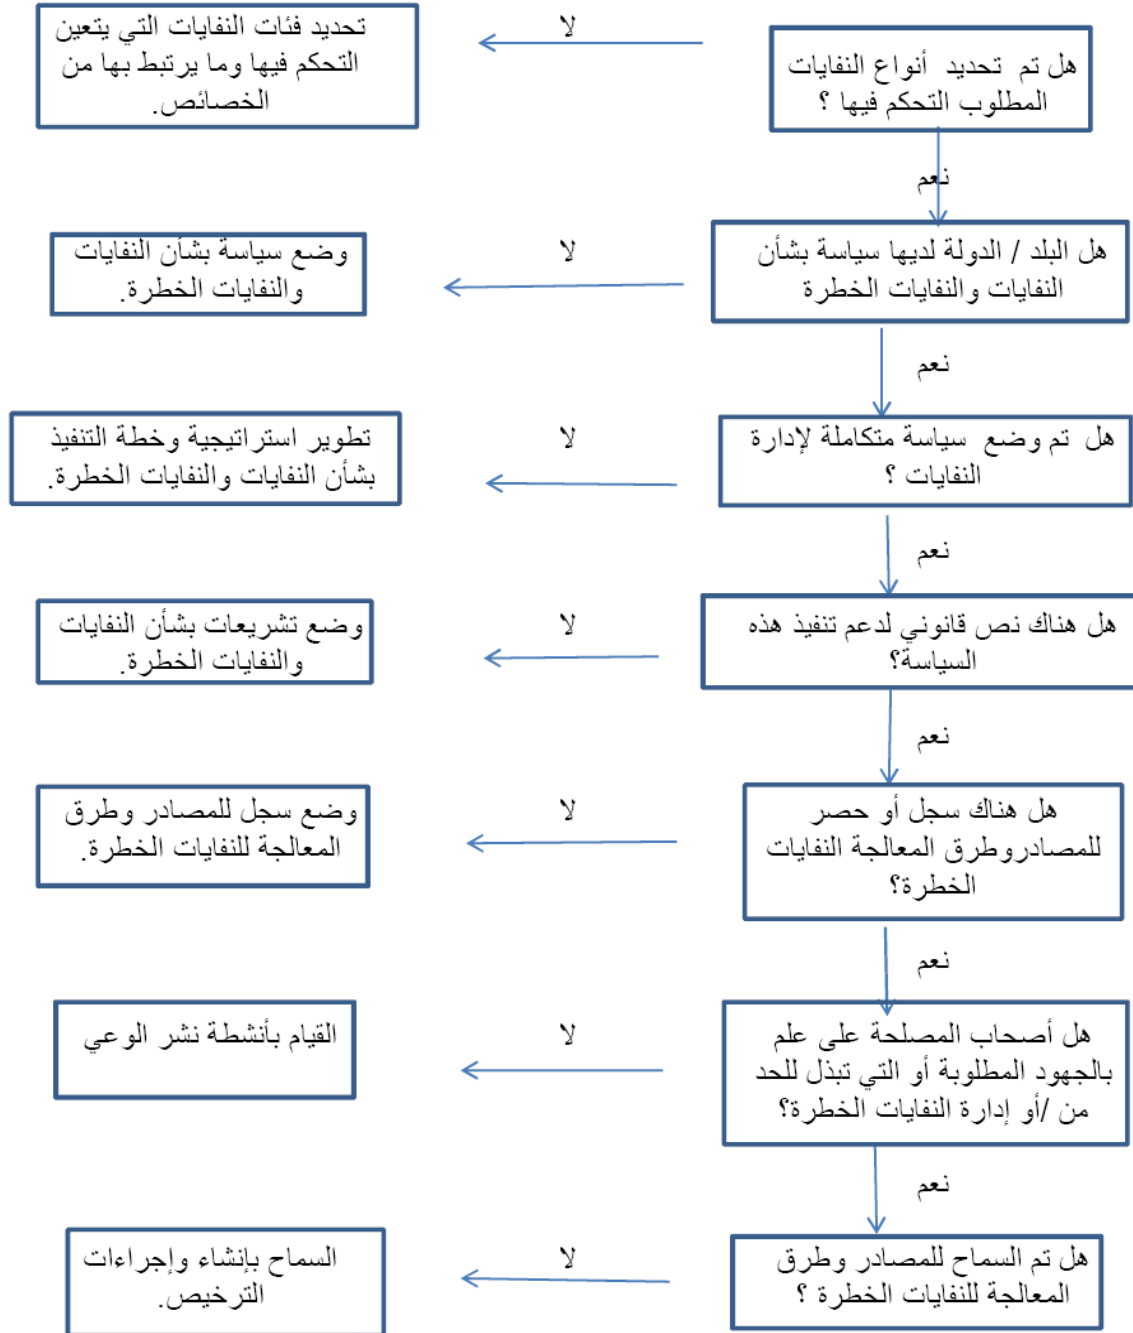 هل تم تحديد أنواع النفايات
المطلوب التحكم فيها ؟
لا
تحديد فئات النفايات التي يتعين
التحكم فيها وما يرتبط بها من
الخصائص.
نعم
هل البلد / الدولة لديها سياسة بشأن
النفايات والنفايات الخطرة
لا
وضع سياسة بشأن النفايات
والنفايات الخطرة.
نعم
هل تم وضع سياسة متكاملة لإدارة
النفايات ؟
لا
تطوير استراتيجية وخطة التنفيذ
بشأن النفايات والنفايات الخطرة.
نعم
هل هناك نص قانوني لدعم تنفيذ هذه
السياسة؟
لا
وضع تشريعات بشأن النفايات
والنفايات الخطرة.
نعم
هل هناك سجل أو حصر
للمصادروطرق المعالجة النفايات
الخطرة؟
لا
وضع سجل للمصادر وطرق
المعالجة للنفايات الخطرة.
نعم
هل أصحاب المصلحة على علم
بالجهود المطلوبة أو التي تبذل للحد
من /أو إدارة النفايات الخطرة؟
لا
القيام بأنشطة نشر الوعي
نعم
هل تم السماح للمصادر وطرق
المعالجة للنفايات الخطرة ؟
لا
السماح بإنشاء وإجراءات
الترخيص.